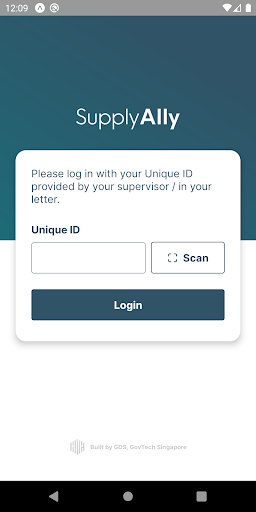 12:09
SupplyAlly
Please log in with your Unique ID
provided by your supervisor / in your
letter.
Unique ID
Scan
Login
Built by GDS, GovTech Singapore